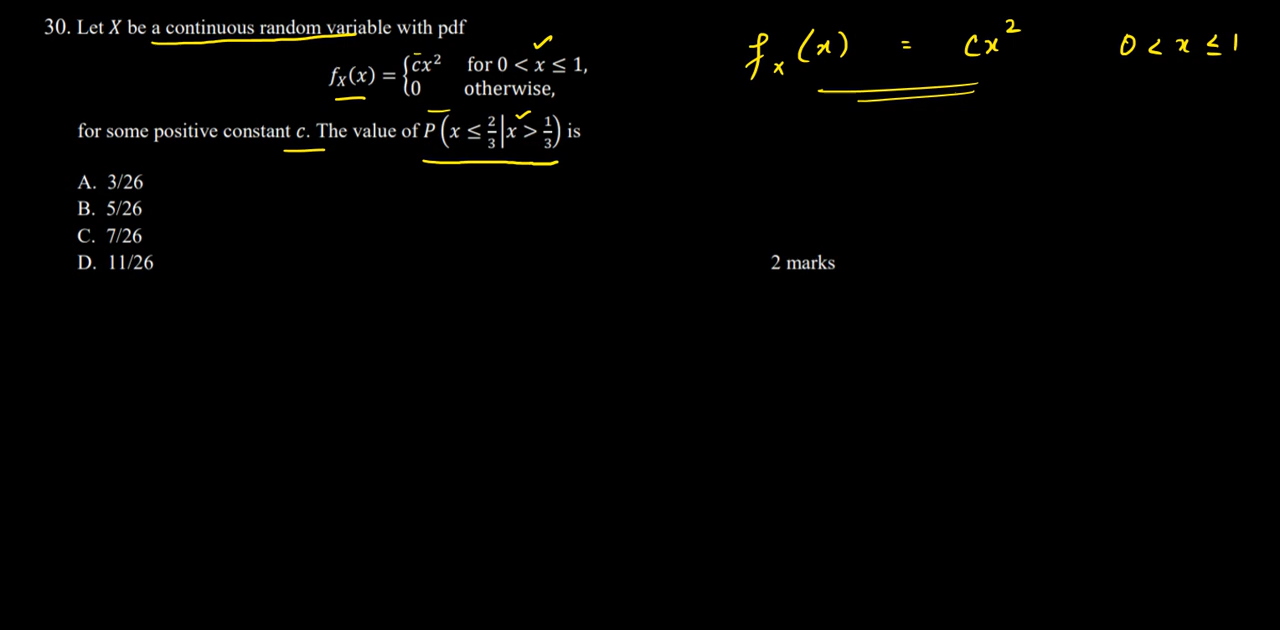 30. Let X be a continuous random variable with pdf
f_X(x) = { cx² for 0 < x ≤ 1,
0 otherwise,
for some positive constant c. The value of P(x ≤ 2/3 | x > 1/3) is
A. 3/26
B. 5/26
C. 7/26
D. 11/26
2 marks
f_x(x) = cx² 0 < x ≤ 1